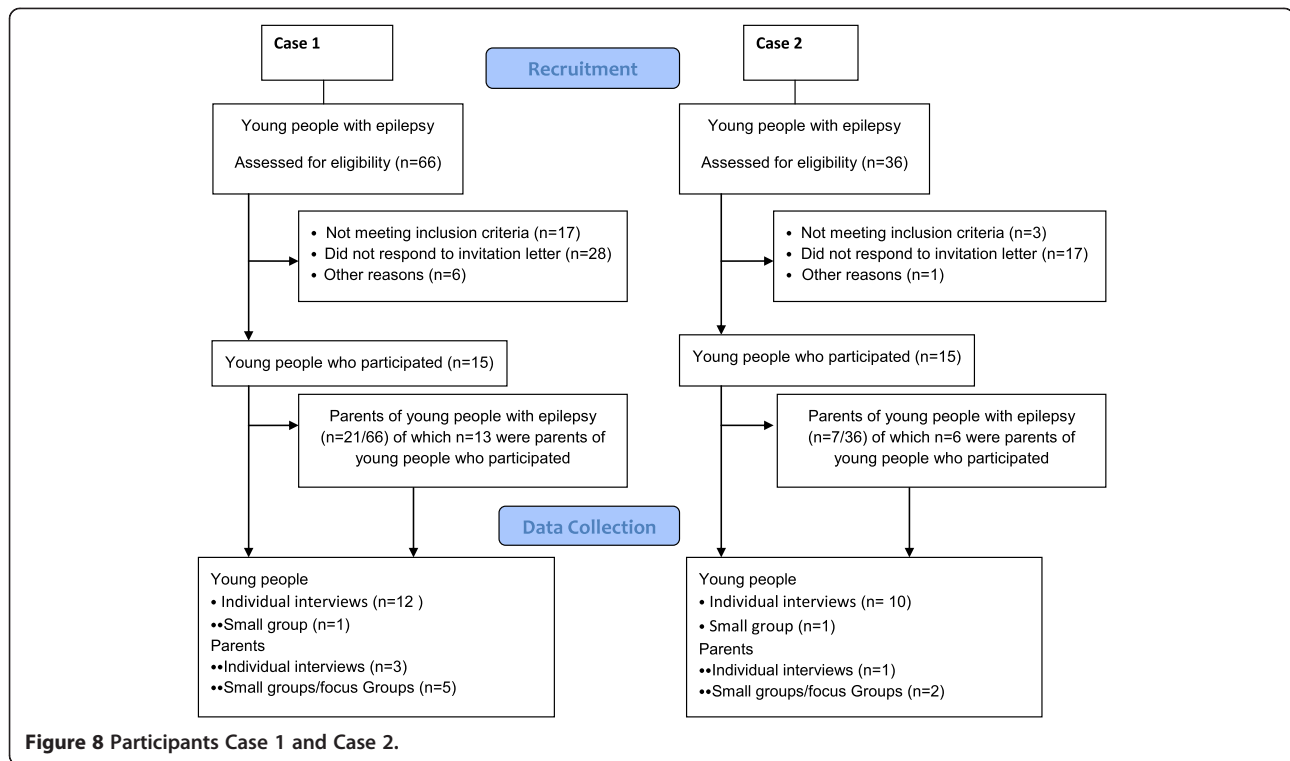 Case 1
Recruitment
Case 2
Young people with epilepsy
Assessed for eligibility (n=66)
Young people with epilepsy
Assessed for eligibility (n=36)
• Not meeting inclusion criteria (n=17)
• Did not respond to invitation letter (n=28)
• Other reasons (n=6)
• Not meeting inclusion criteria (n=3)
• Did not respond to invitation letter (n=17)
• Other reasons (n=1)
Young people who participated (n=15)
Young people who participated (n=15)
Parents of young people with epilepsy
(n=21/66) of which n=13 were parents of
young people who participated
Parents of young people with epilepsy
(n=7/36) of which n=6 were parents of
young people who participated
Data Collection
Young people
• Individual interviews (n=12 )
••Small group (n=1)
Parents
••Individual interviews (n=3)
••Small groups/focus Groups (n=5)
Young people
• Individual interviews (n= 10)
• Small group (n=1)
Parents
••Individual interviews (n=1)
••Small groups/focus Groups (n=2)
Figure 8 Participants Case 1 and Case 2.